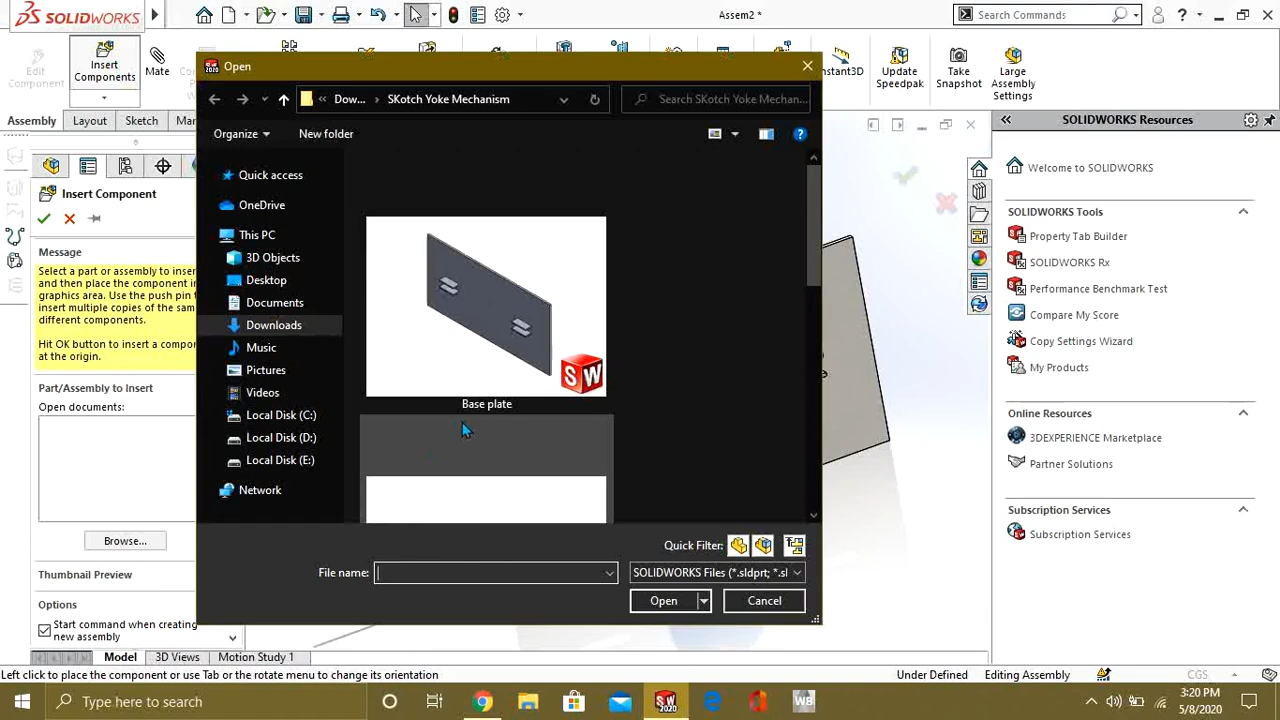 SOLIDWORKS
Assem2 *
Search Commands
Edit Component
Insert Components
Mate
Instant3D
Update Speedpak
Take Snapshot
Large Assembly Settings
Assembly
Layout
Sketch
Open
Dow...
SKotch Yoke Mechanism
Search SKotch Yoke Mechan...
Organize
New folder
Quick access
OneDrive
This PC
3D Objects
Desktop
Documents
Downloads
Music
Pictures
Videos
Local Disk (C:)
Local Disk (D:)
Local Disk (E:)
Network
SW
Base plate
Quick Filter:
File name:
SOLIDWORKS Files (*.sldprt; *.sl
Open
Cancel
Insert Component
Message
Select a part or assembly to inser
and then place the component in
graphics area. Use the push pin t
insert multiple copies of the sam
different components.
Hit OK button to insert a compo
at the origin.
Part/Assembly to Insert
Open documents:
Browse...
Thumbnail Preview
Options
Start command when creating
new assembly
SOLIDWORKS Resources
Welcome to SOLIDWORKS
SOLIDWORKS Tools
Property Tab Builder
SOLIDWORKS Rx
Performance Benchmark Test
Compare My Score
Copy Settings Wizard
My Products
Online Resources
3DEXPERIENCE Marketplace
Partner Solutions
Subscription Services
Subscription Services
Model
3D Views
Motion Study 1
Left click to place the component or use Tab or the rotate menu to change its orientation
Under Defined
Editing Assembly
CGS
Type here to search
SW
2020
WB
3:20 PM
5/8/2020